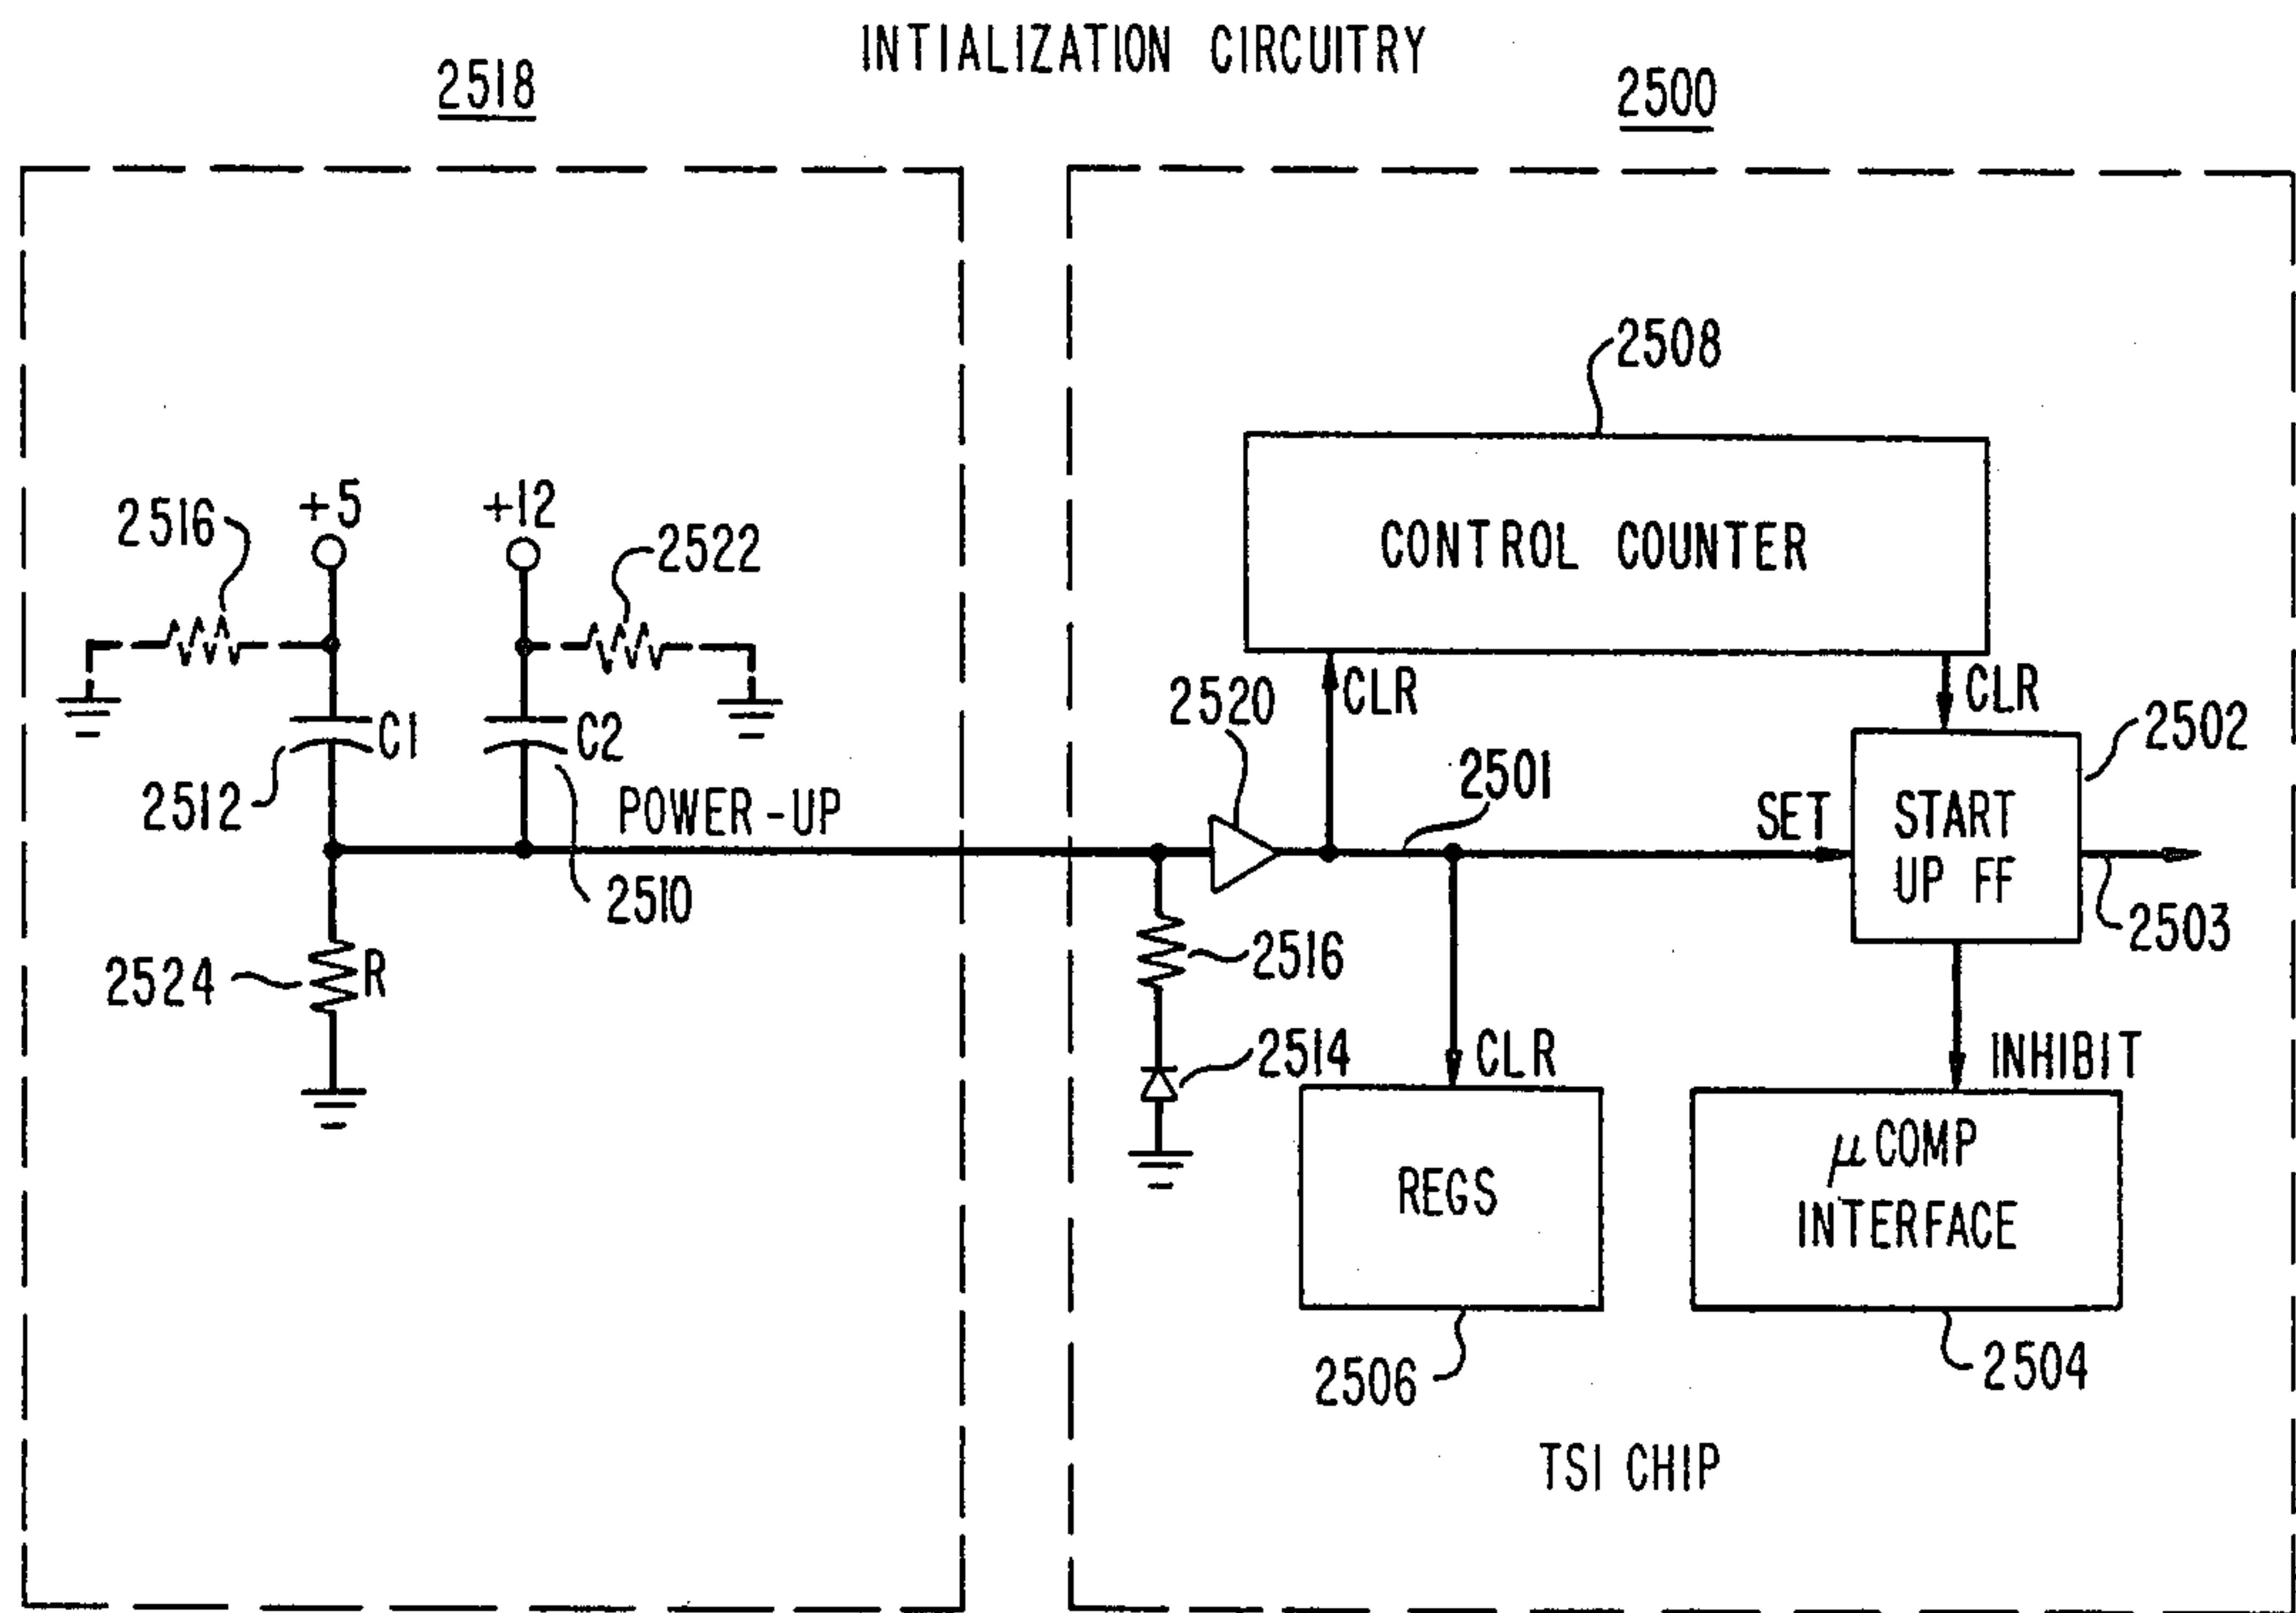 INTIALIZATION CIRCUITRY
2518
2500
2508
+5
+12
2516
2522
CONTROL COUNTER
CLR
CLR
2520
C1
C2
2502
2512
POWER-UP
2501
SET
START
UP FF
2510
2503
2524
R
2516
2514
CLR
INHIBIT
μ COMP
INTERFACE
REGS
2506
2504
TSI CHIP